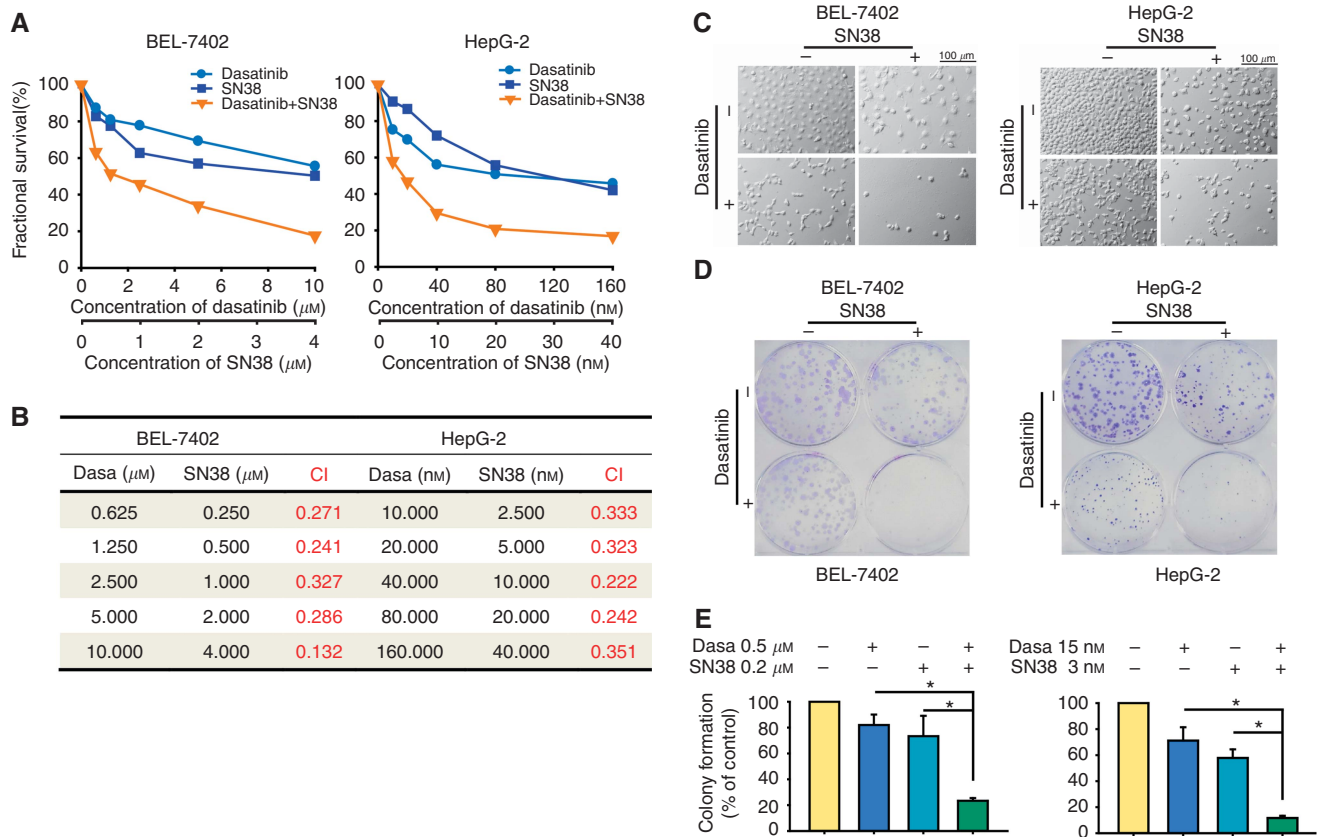 A
BEL-7402
Dasatinib
SN38
Dasatinib+SN38
Fractional survival(%)
100
80
60
40
20
0
0 2 4 6 8 10
Concentration of dasatinib (μM)
0 1 2 3 4
Concentration of SN38 (μM)
HepG-2
Dasatinib
SN38
Dasatinib+SN38
100
80
60
40
20
0
0 40 80 120 160
Concentration of dasatinib (nM)
0 10 20 30 40
Concentration of SN38 (nM)
B
BEL-7402 HepG-2
Dasa (μM) SN38 (μM) CI Dasa (nM) SN38 (nM) CI
0.625 0.250 0.271 10.000 2.500 0.333
1.250 0.500 0.241 20.000 5.000 0.323
2.500 1.000 0.327 40.000 10.000 0.222
5.000 2.000 0.286 80.000 20.000 0.242
10.000 4.000 0.132 160.000 40.000 0.351
C
BEL-7402
SN38
– +
100 μm
Dasatinib
–
+
HepG-2
SN38
– +
100 μm
Dasatinib
–
+
D
BEL-7402
SN38
– +
Dasatinib
–
+
BEL-7402
HepG-2
SN38
– +
Dasatinib
–
+
HepG-2
E
Dasa 0.5 μM – + – +
SN38 0.2 μM – – + +
*
*
Colony formation
(% of control)
100
80
60
40
20
0
Dasa 15 nM – + – +
SN38 3 nM – – + +
*
*
100
80
60
40
20
0